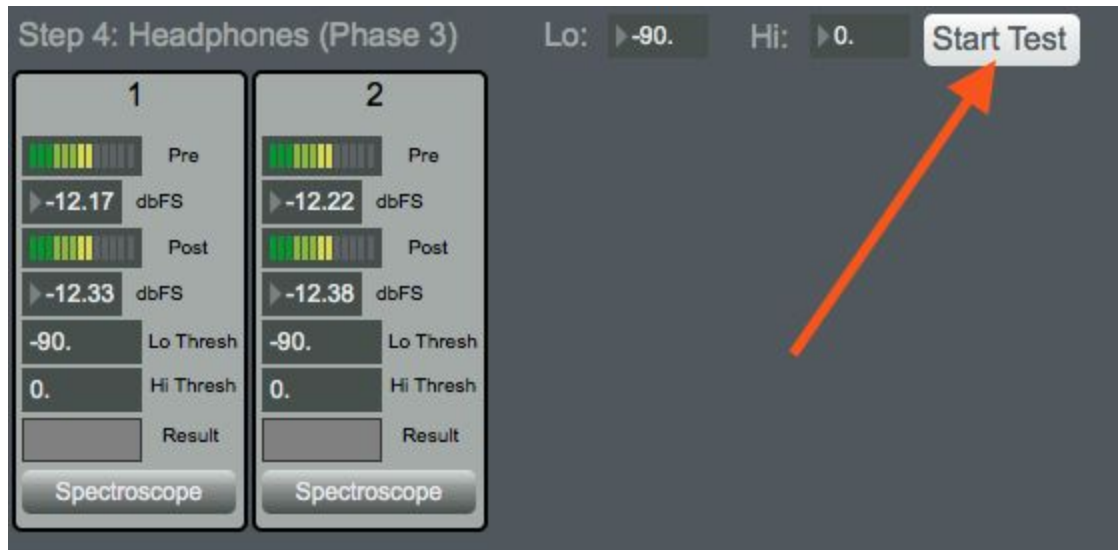 Step 4: Headphones (Phase 3) Lo: -90. Hi: 0. Start Test
1
Pre
-12.17 dbFS
Post
-12.33 dbFS
-90. Lo Thresh
0. Hi Thresh
Result
Spectroscope
2
Pre
-12.22 dbFS
Post
-12.38 dbFS
-90. Lo Thresh
0. Hi Thresh
Result
Spectroscope